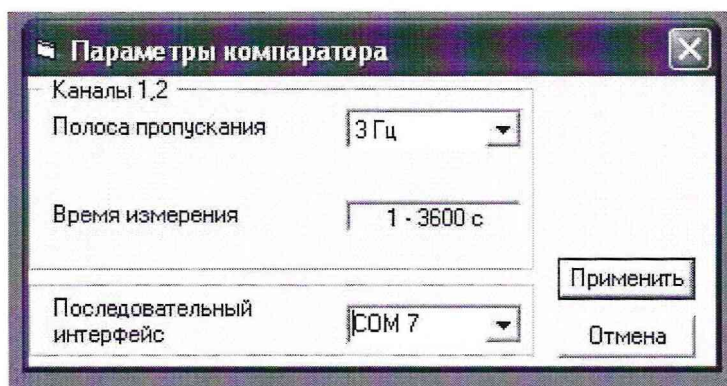 Параметры компаратора
Каналы 1,2
Полоса пропускания
3 Гц
Время измерения
1 - 3600 с
Применить
Последовательный
интерфейс
COM 7
Отмена